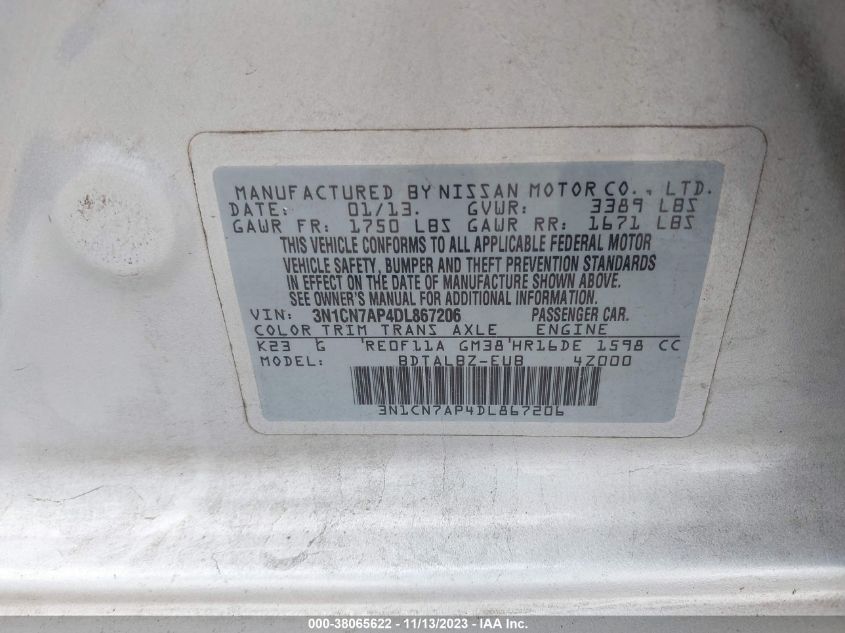 MANUFACTURED BY NISSAN MOTOR CO., LTD.
DATE: 01/13. GVWR: 3389 LBS
GAWR FR: 1750 LBS GAWR RR: 1671 LBS
THIS VEHICLE CONFORMS TO ALL APPLICABLE FEDERAL MOTOR
VEHICLE SAFETY, BUMPER AND THEFT PREVENTION STANDARDS
IN EFFECT ON THE DATE OF MANUFACTURE SHOWN ABOVE.
SEE OWNER'S MANUAL FOR ADDITIONAL INFORMATION.
VIN: 3N1CN7AP4DL867206 PASSENGER CAR.
COLOR TRIM TRANS AXLE ENGINE
K23 G 'RE0F11A GM38'HR16DE 1598 CC
MODEL: BDTALBZ-EUB 4Z000
3N1CN7AP4DL867206
000-38065622 - 11/13/2023 - IAA Inc.